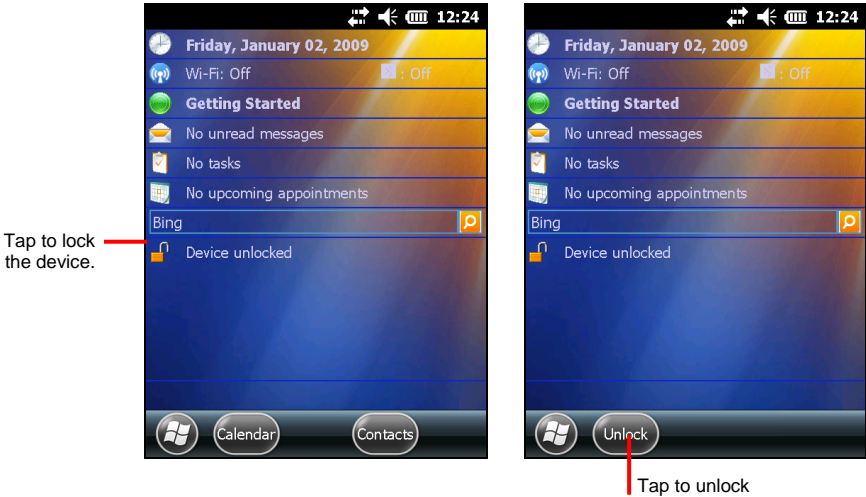 12:24
Friday, January 02, 2009
Wi-Fi: Off : Off
Getting Started
No unread messages
No tasks
No upcoming appointments
Bing
Device unlocked
Calendar Contacts
Tap to lock
the device.
12:24
Friday, January 02, 2009
Wi-Fi: Off : Off
Getting Started
No unread messages
No tasks
No upcoming appointments
Bing
Device unlocked
Unlock
Tap to unlock